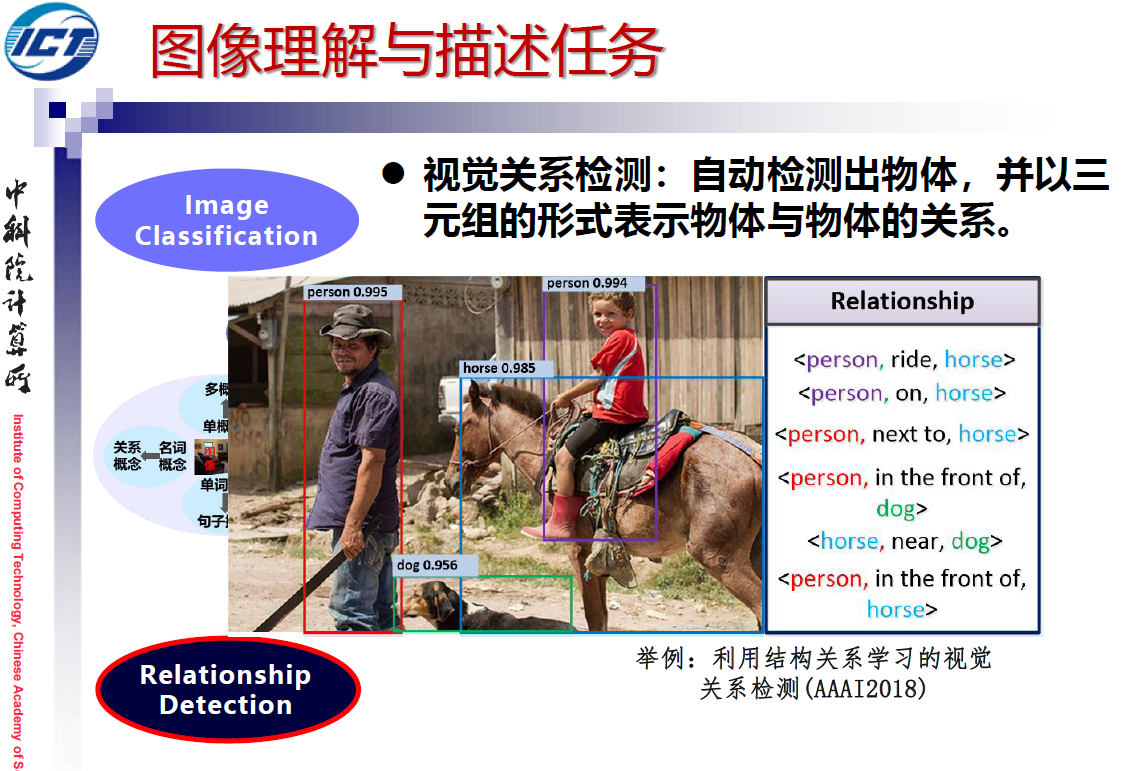 ICT
图像理解与描述任务
● 视觉关系检测：自动检测出物体，并以三
元组的形式表示物体与物体的关系。
Image
Classification
person 0.995
person 0.994
horse 0.985
dog 0.956
Relationship
<person, ride, horse>
<person, on, horse>
<person, next to, horse>
<person, in the front of,
dog>
<horse, near, dog>
<person, in the front of,
horse>
多概
单概
关系
概念
名词
概念
单词
句子
Relationship
Detection
举例：利用结构关系学习的视觉
关系检测(AAAI2018)
中科院计算所
Institute of Computing Technology, Chinese Academy of S